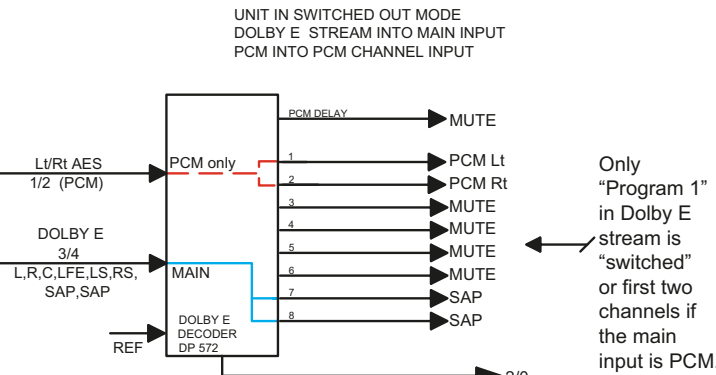 UNIT IN SWITCHED OUT MODE
DOLBY E STREAM INTO MAIN INPUT
PCM INTO PCM CHANNEL INPUT
PCM DELAY
MUTE
Lt/Rt AES
1/2 (PCM)
PCM only
1
PCM Lt
2
PCM Rt
3
MUTE
4
MUTE
5
MUTE
6
MUTE
7
SAP
8
SAP
DOLBY E
3/4
L,R,C,LFE,LS,RS,
SAP,SAP
MAIN
DOLBY E
DECODER
DP 572
REF
Only
“Program 1”
in Dolby E
stream is
“switched”
or first two
channels if
the main
input is PCM.